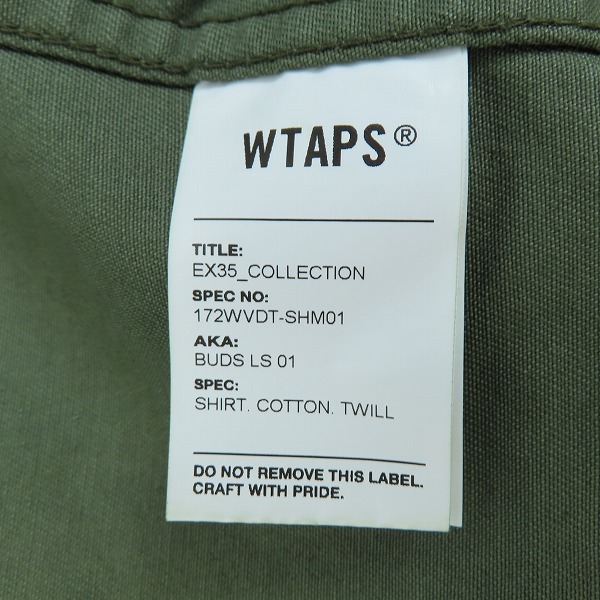 WTAPS®
TITLE:
EX35_COLLECTION
SPEC NO:
172WVDT-SHM01
AKA:
BUDS LS 01
SPEC:
SHIRT. COTTON. TWILL
DO NOT REMOVE THIS LABEL.
CRAFT WITH PRIDE.